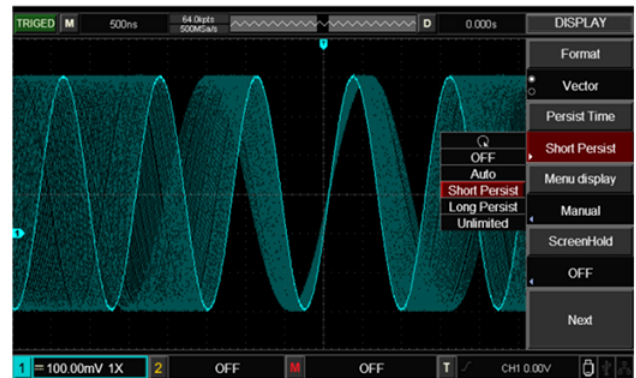 TRIGED M 500ns 64.0kpts 500MSa/s D 0.000s DISPLAY
Format
Vector
Persist Time
OFF
Short Persist
Auto
Menu display
Short Persist
Long Persist
Manual
Unlimited
ScreenHold
1
OFF
Next
1 100.00mV 1X 2 OFF M OFF T CH1 0.00V